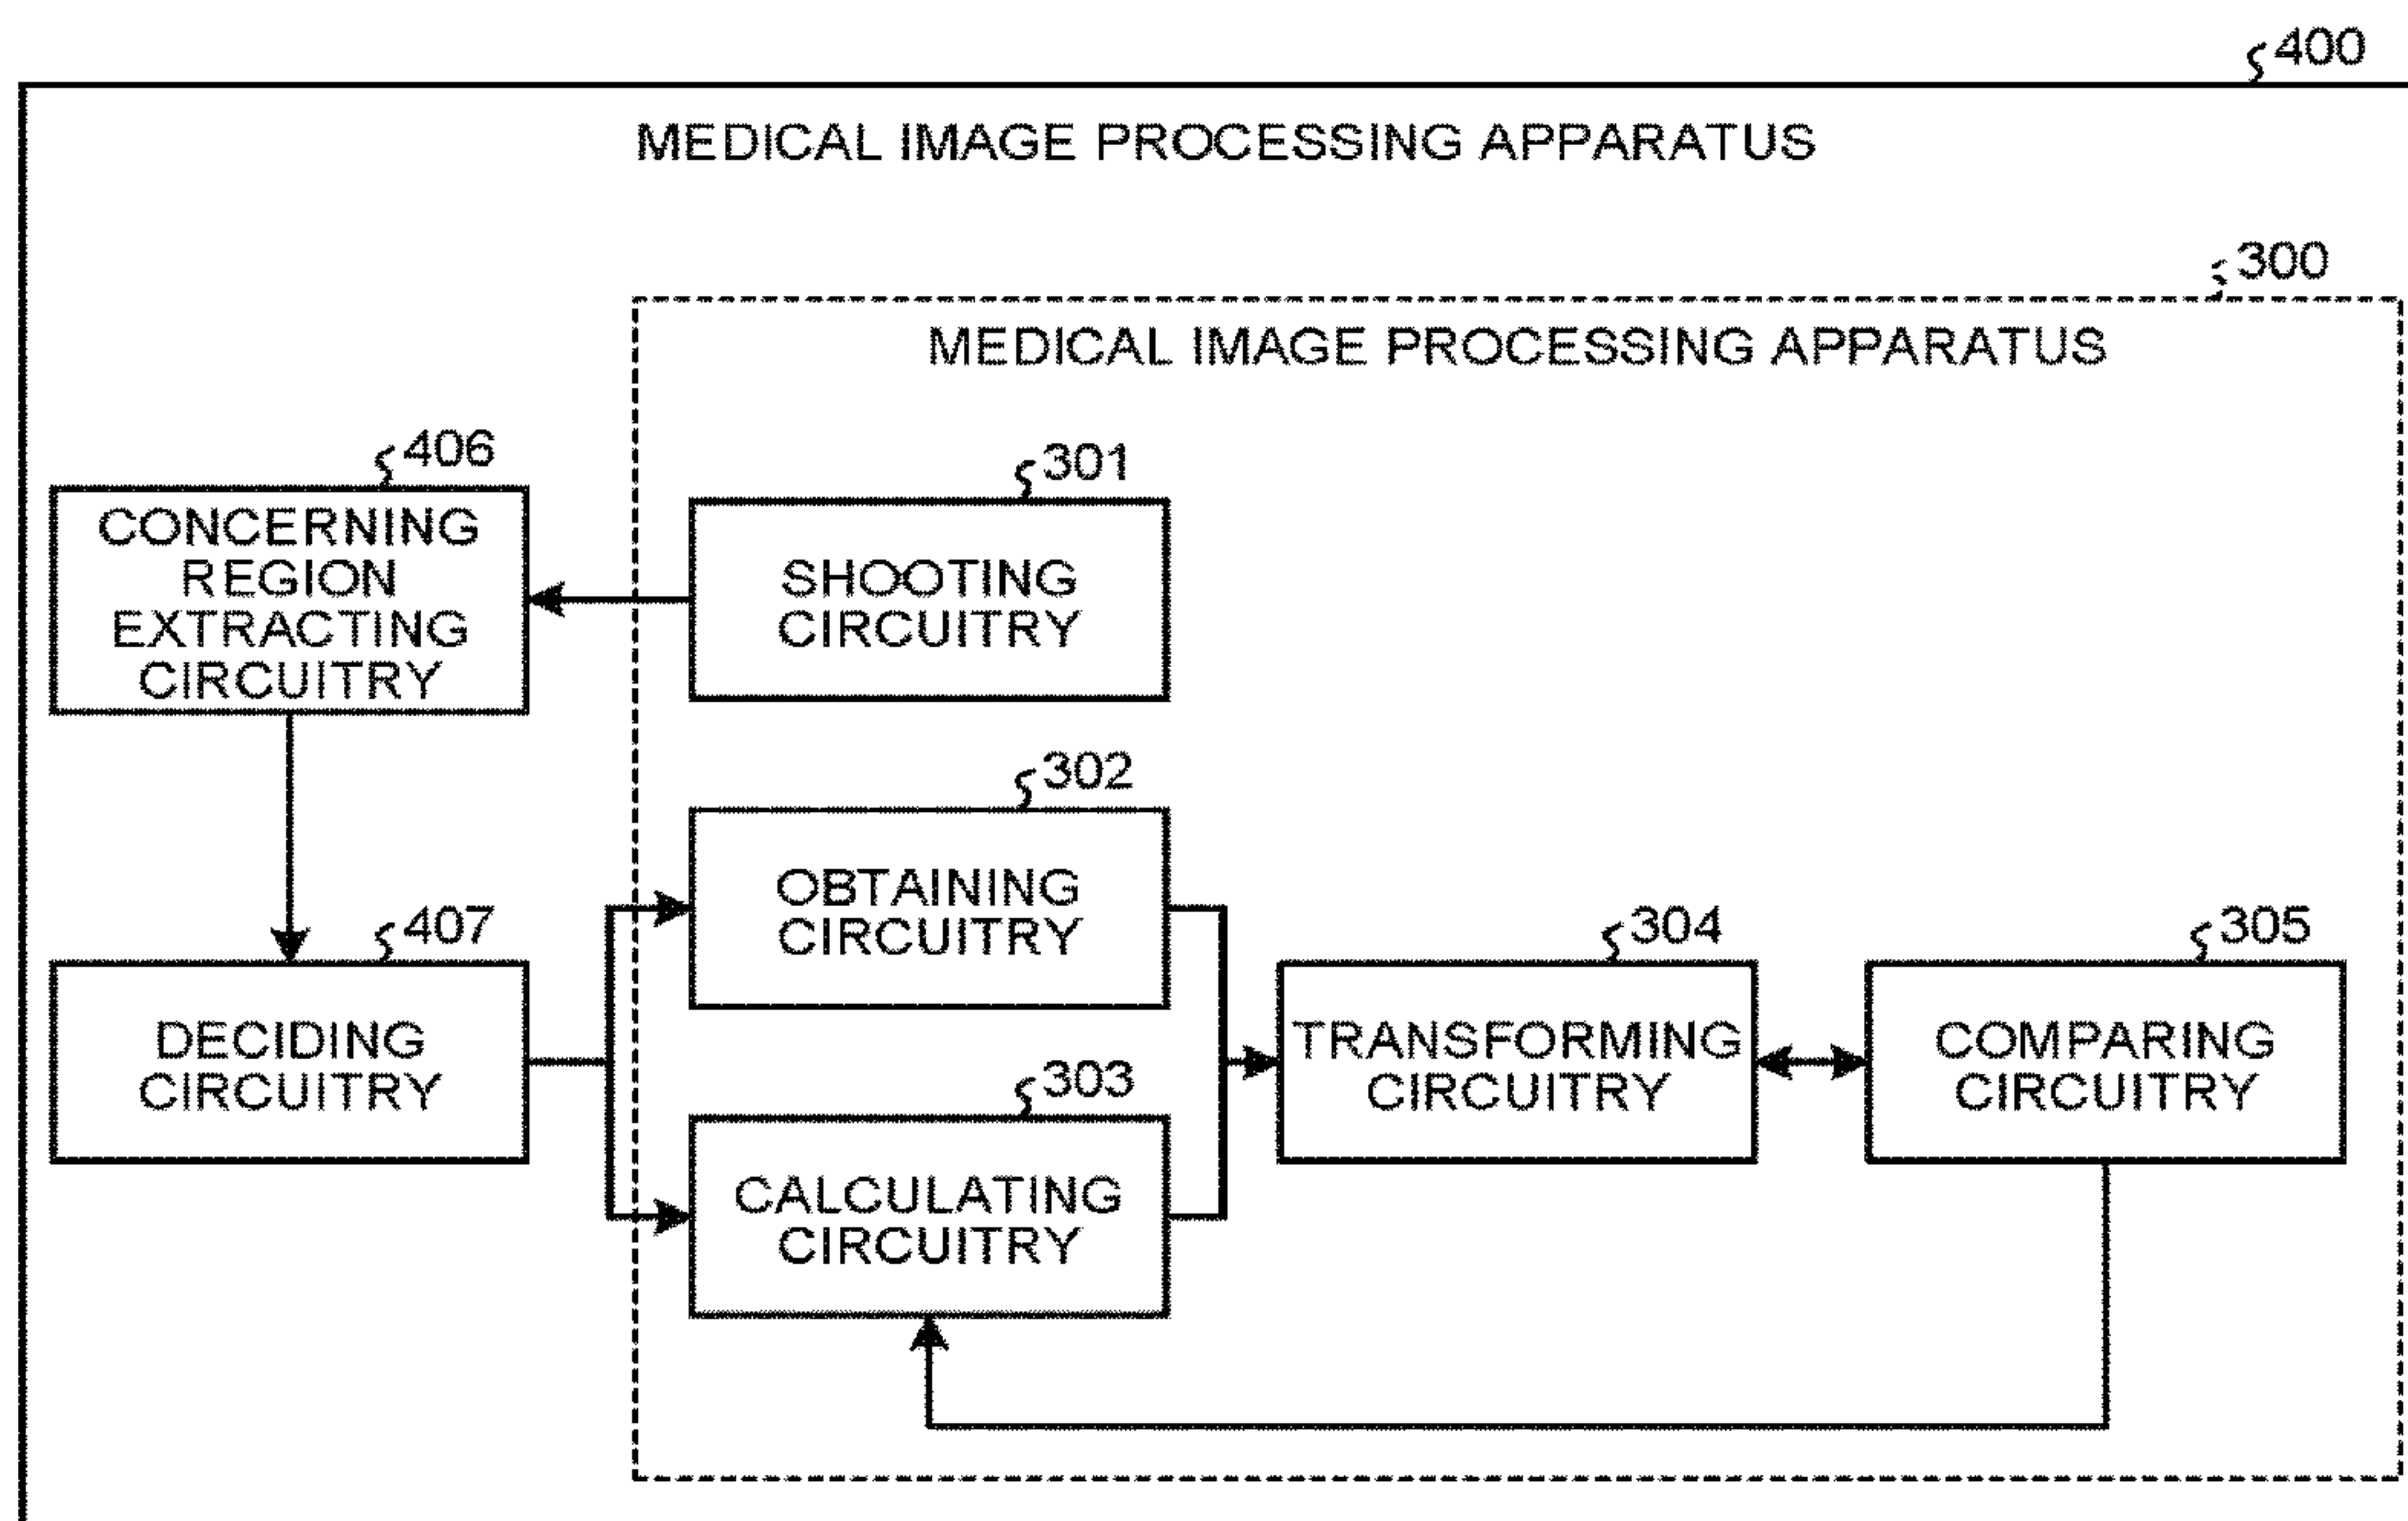 400
MEDICAL IMAGE PROCESSING APPARATUS
300
MEDICAL IMAGE PROCESSING APPARATUS
406
CONCERNING
REGION
EXTRACTING
CIRCUITRY
301
SHOOTING
CIRCUITRY
302
OBTAINING
CIRCUITRY
407
DECIDING
CIRCUITRY
303
CALCULATING
CIRCUITRY
304
TRANSFORMING
CIRCUITRY
305
COMPARING
CIRCUITRY